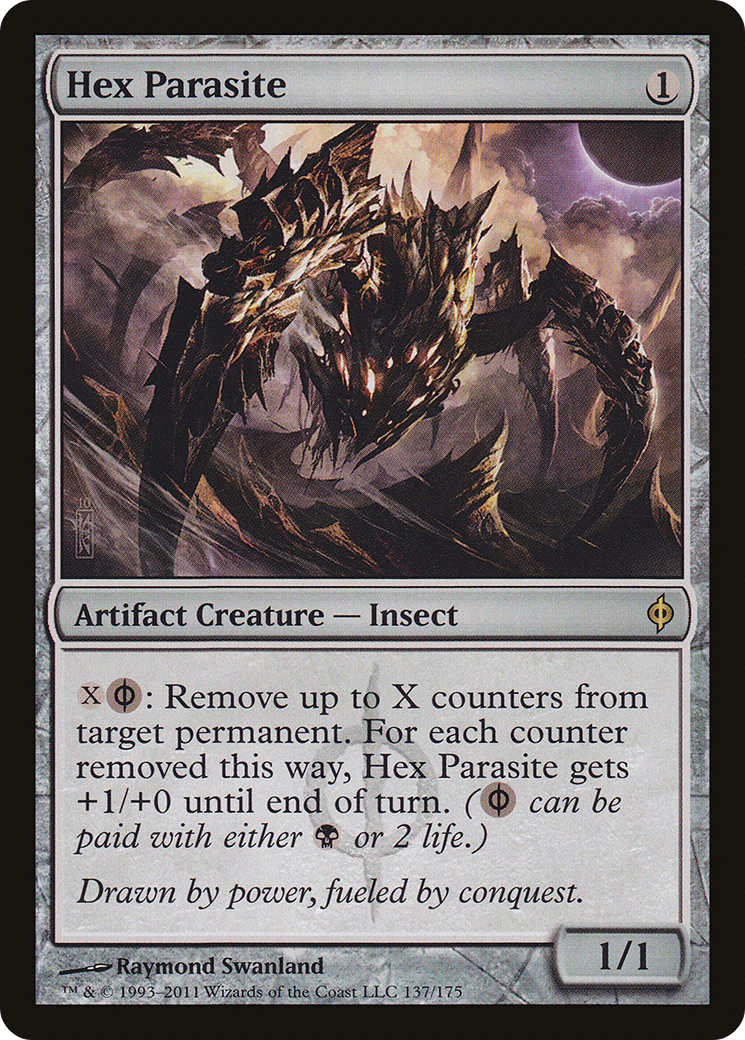 Hex Parasite 1
Artifact Creature — Insect
X : Remove up to X counters from
target permanent. For each counter
removed this way, Hex Parasite gets
+1/+0 until end of turn. ( can be
paid with either or 2 life.)
Drawn by power, fueled by conquest.
1/1
Raymond Swanland
™ & © 1993–2011 Wizards of the Coast LLC 137/175